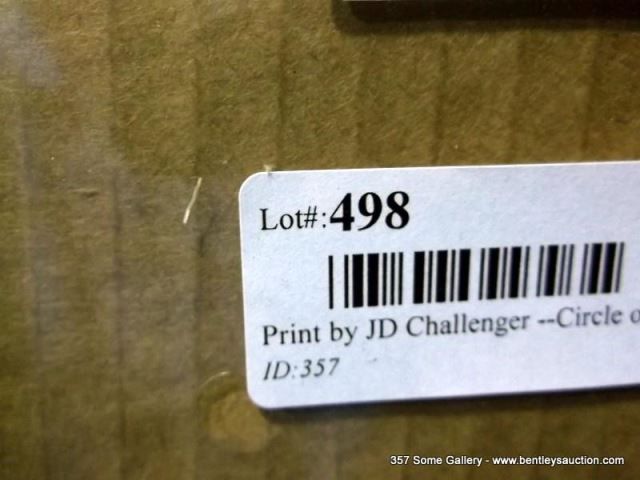 Lot#:498
Print by JD Challenger --Circle o
ID:357
357 Some Gallery - www.bentleysauction.com